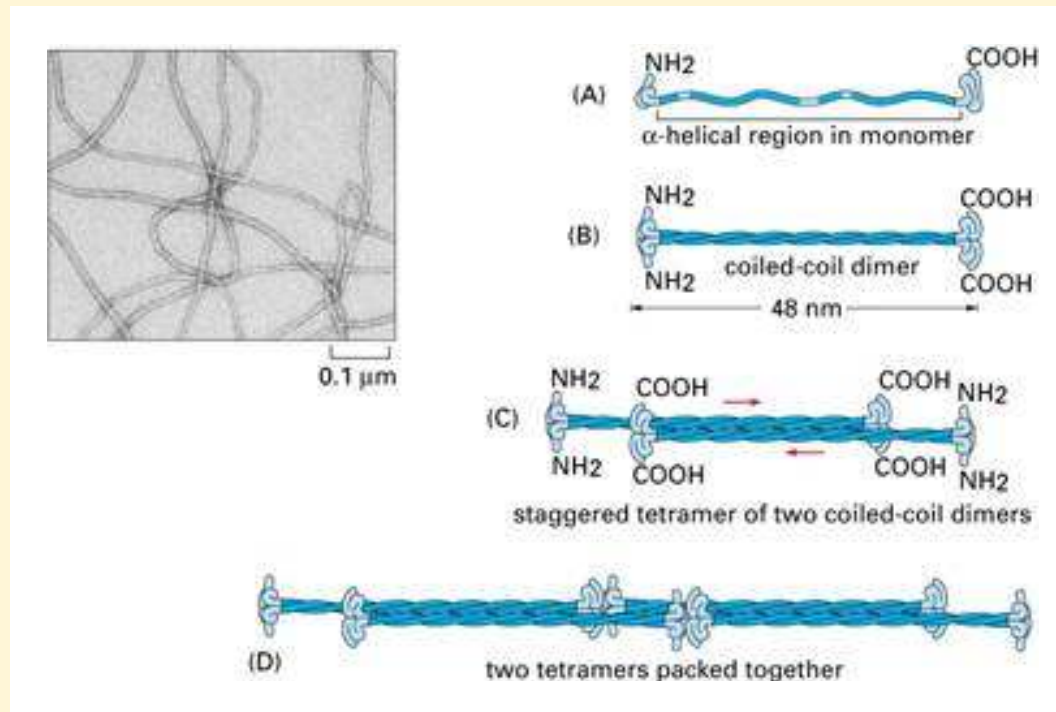 0.1 µm
NH2
COOH
(A)
α-helical region in monomer
NH2
COOH
(B)
coiled-coil dimer
NH2
COOH
48 nm
NH2
COOH
COOH
NH2
(C)
NH2
COOH
COOH
NH2
staggered tetramer of two coiled-coil dimers
(D)
two tetramers packed together